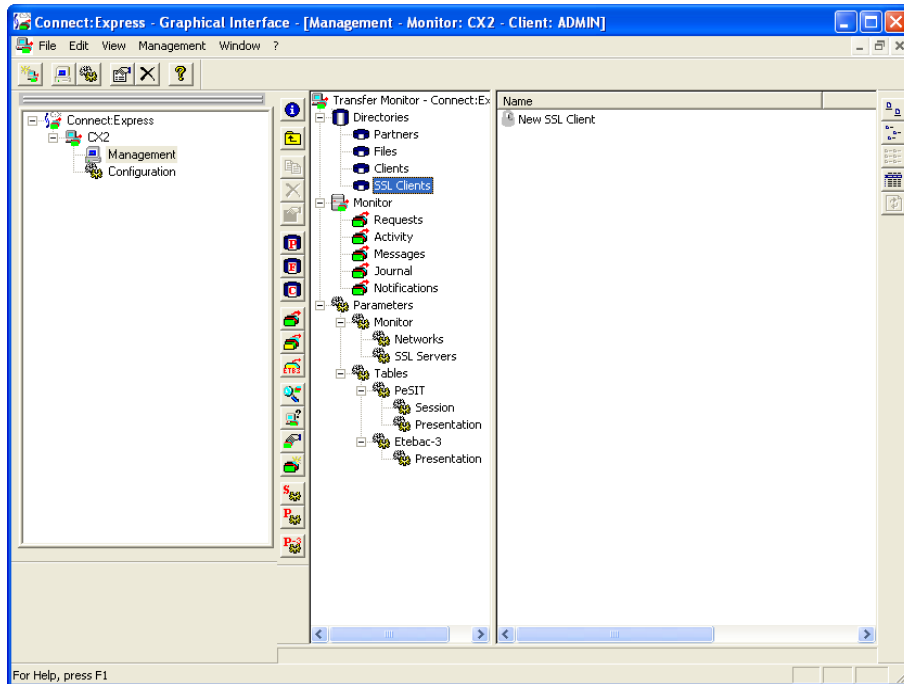 Connect:Express - Graphical Interface - [Management - Monitor: CX2 - Client: ADMIN]
File Edit View Management Window ?
Connect:Express
CX2
Management
Configuration
P
F
C
ETB3
S
P
P-3
Transfer Monitor - Connect:Ex
Directories
Partners
Files
Clients
SSL Clients
Monitor
Requests
Activity
Messages
Journal
Notifications
Parameters
Monitor
Networks
SSL Servers
Tables
PeSIT
Session
Presentation
Etebac-3
Presentation
Name
New SSL Client
For Help, press F1